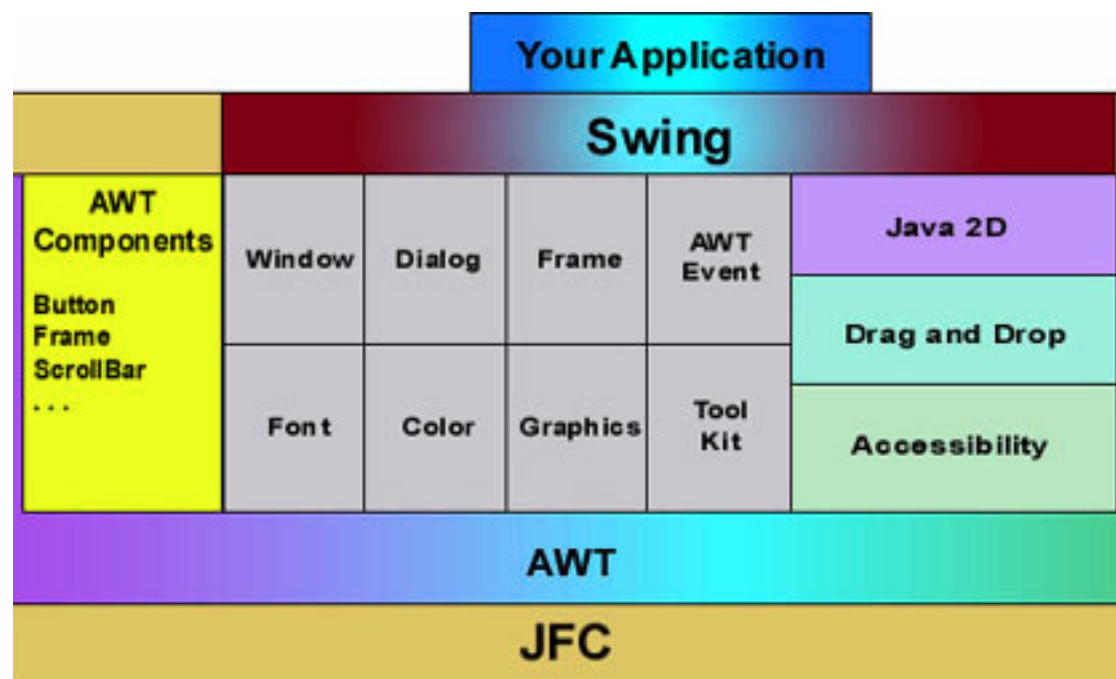 Your Application
Swing
AWT
Components
Button
Frame
ScrollBar
. . .
Window
Dialog
Frame
AWT
Event
Font
Color
Graphics
Tool
Kit
Java 2D
Drag and Drop
Accessibility
AWT
JFC